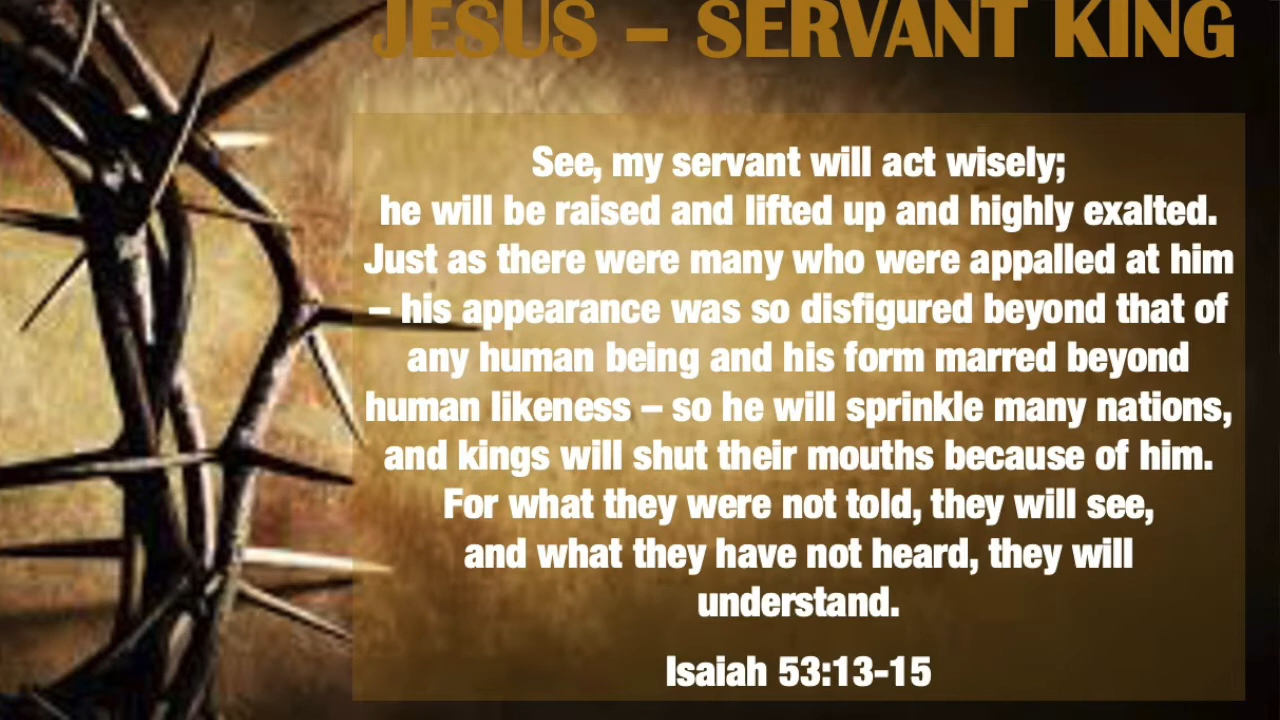 JESUS – SERVANT KING
See, my servant will act wisely;
he will be raised and lifted up and highly exalted.
Just as there were many who were appalled at him
– his appearance was so disfigured beyond that of
any human being and his form marred beyond
human likeness – so he will sprinkle many nations,
and kings will shut their mouths because of him.
For what they were not told, they will see,
and what they have not heard, they will
understand.
Isaiah 53:13-15